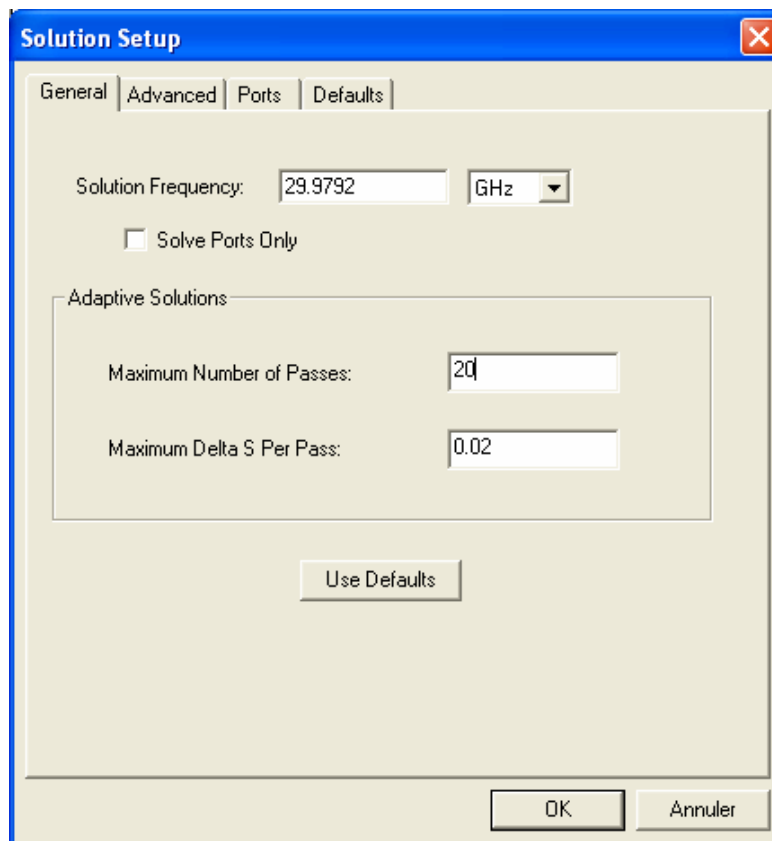 Solution Setup
General Advanced Ports Defaults
Solution Frequency: 29.9792 GHz
Solve Ports Only
Adaptive Solutions
Maximum Number of Passes: 20
Maximum Delta S Per Pass: 0.02
Use Defaults
OK Annuler